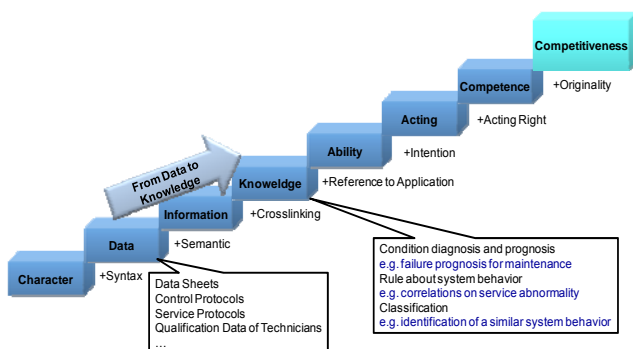 Competitiveness
Competence
+Originality
Acting
+Acting Right
Ability
+Intention
From Data to
Knowledge
Knoweldge
+Reference to Application
Information
+Crosslinking
Data
+Semantic
Character
+Syntax
Data Sheets
Control Protocols
Service Protocols
Qualification Data of Technicians
...
Condition diagnosis and prognosis
e.g. failure prognosis for maintenance
Rule about system behavior
e.g. correlations on service abnormality
Classification
e.g. identification of a similar system behavior